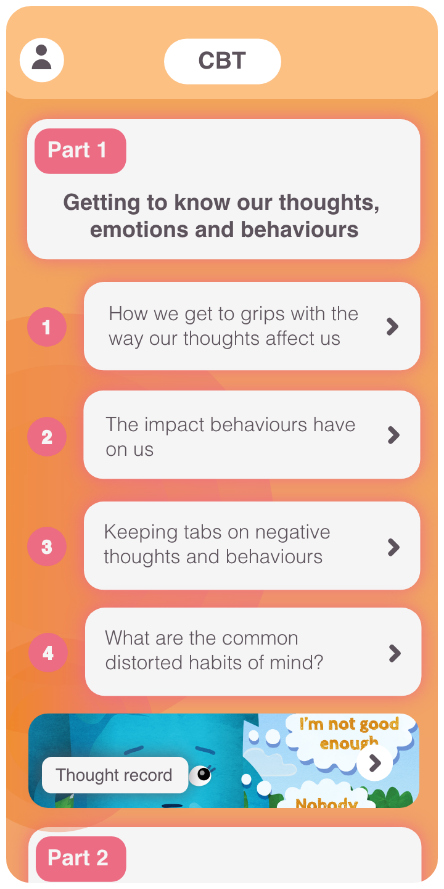 CBT
Part 1
Getting to know our thoughts,
emotions and behaviours
1
How we get to grips with the
way our thoughts affect us
2
The impact behaviours have
on us
3
Keeping tabs on negative
thoughts and behaviours
4
What are the common
distorted habits of mind?
I'm not good
enough
Thought record
Nobody
Part 2